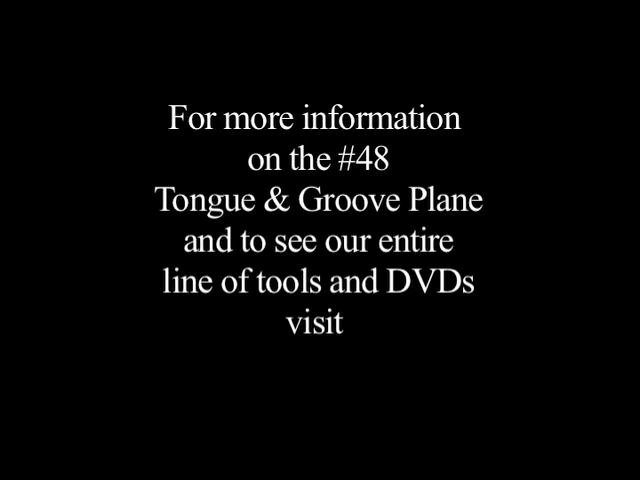 For more information
on the #48
Tongue & Groove Plane
and to see our entire
line of tools and DVDs
visit